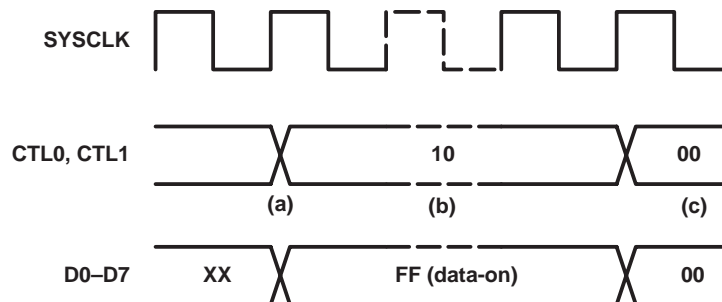 SYSCLK
CTL0, CTL1 10 00
(a) (b) (c)
D0–D7 XX FF (data-on) 00